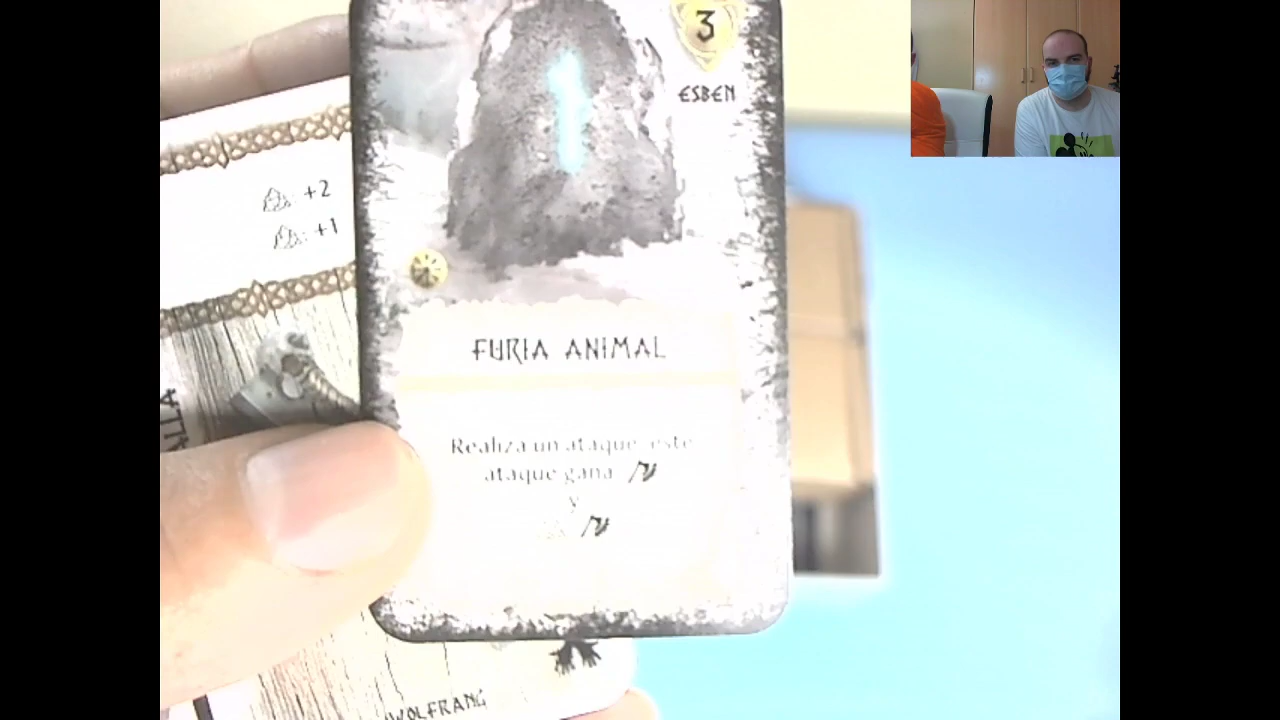 3
ESBEN
+2
+1
FURIA ANIMAL
Realiza un ataque, este
ataque gana
y
WOLFRANG